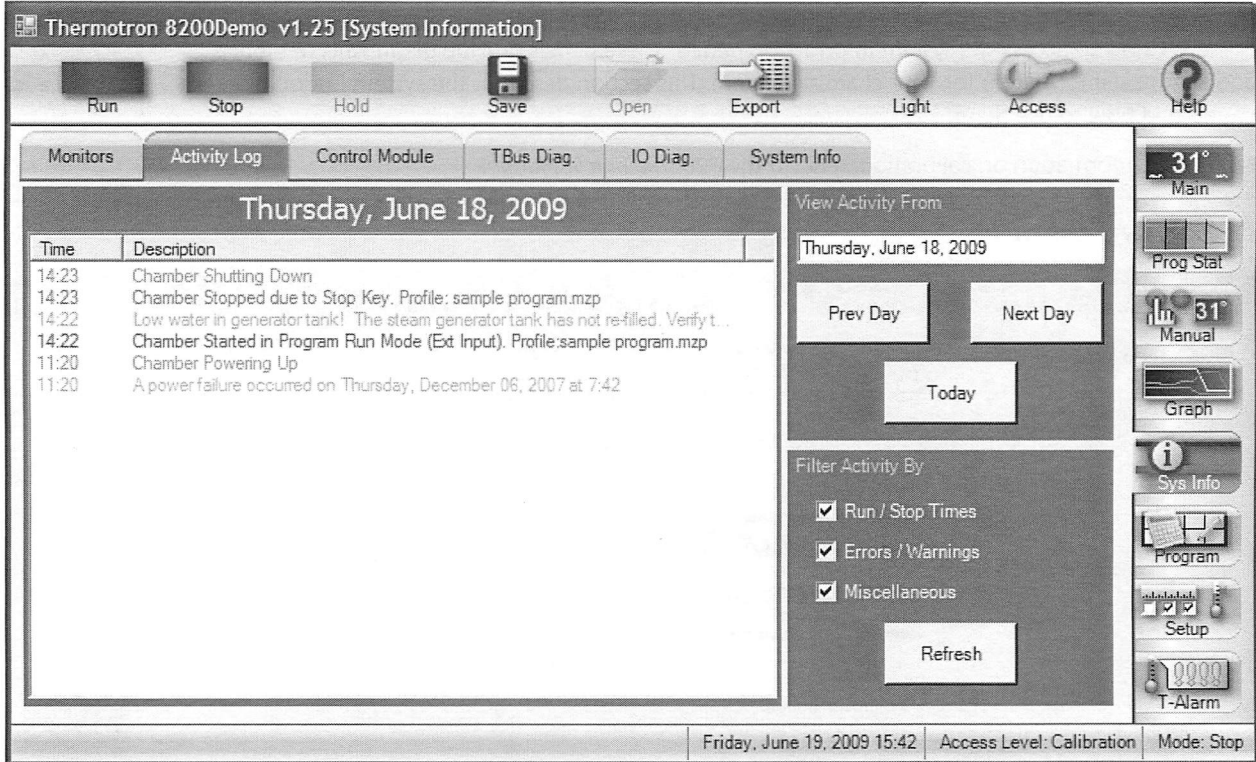 Thermotron 8200Demo v1.25 [System Information]
Run Stop Hold Save Open Export Light Access Help
Monitors Activity Log Control Module TBus Diag. IO Diag. System Info
Thursday, June 18, 2009
Time Description
14:23 Chamber Shutting Down
14:23 Chamber Stopped due to Stop Key. Profile: sample program.mzp
14:22 Low water in generator tank! The steam generator tank has not re-filled. Verify t...
14:22 Chamber Started in Program Run Mode (Ext Input). Profile:sample program.mzp
11:20 Chamber Powering Up
11:20 A power failure occurred on Thursday, December 06, 2007 at 7:42
View Activity From
Thursday, June 18, 2009
Prev Day Next Day
Today
Filter Activity By
Run / Stop Times
Errors / Warnings
Miscellaneous
Refresh
31°
Main
Prog Stat
31°
Manual
Graph
i
Sys Info
Program
Setup
T-Alarm
Friday, June 19, 2009 15:42 Access Level: Calibration Mode: Stop